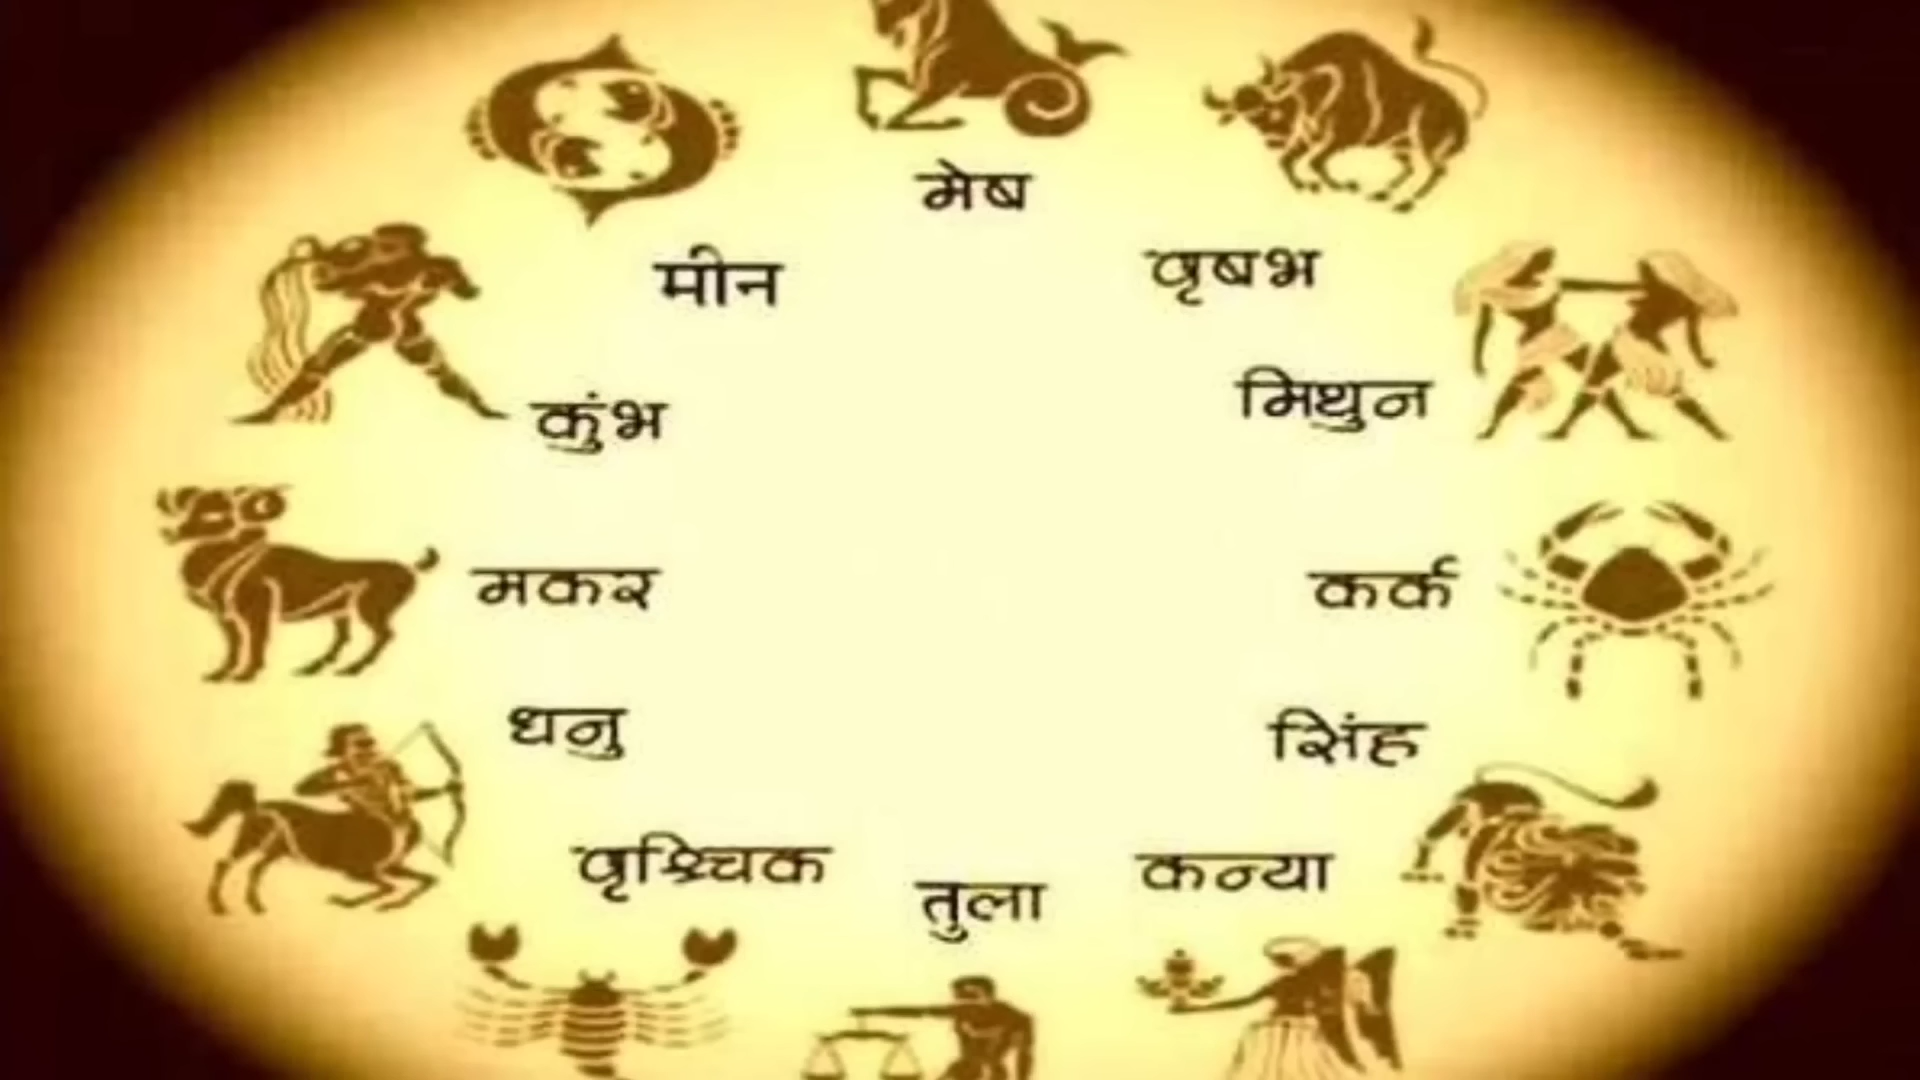 मेष
वृषभ
मिथुन
कर्क
सिंह
कन्या
तुला
वृश्चिक
धनु
मकर
कुंभ
मीन